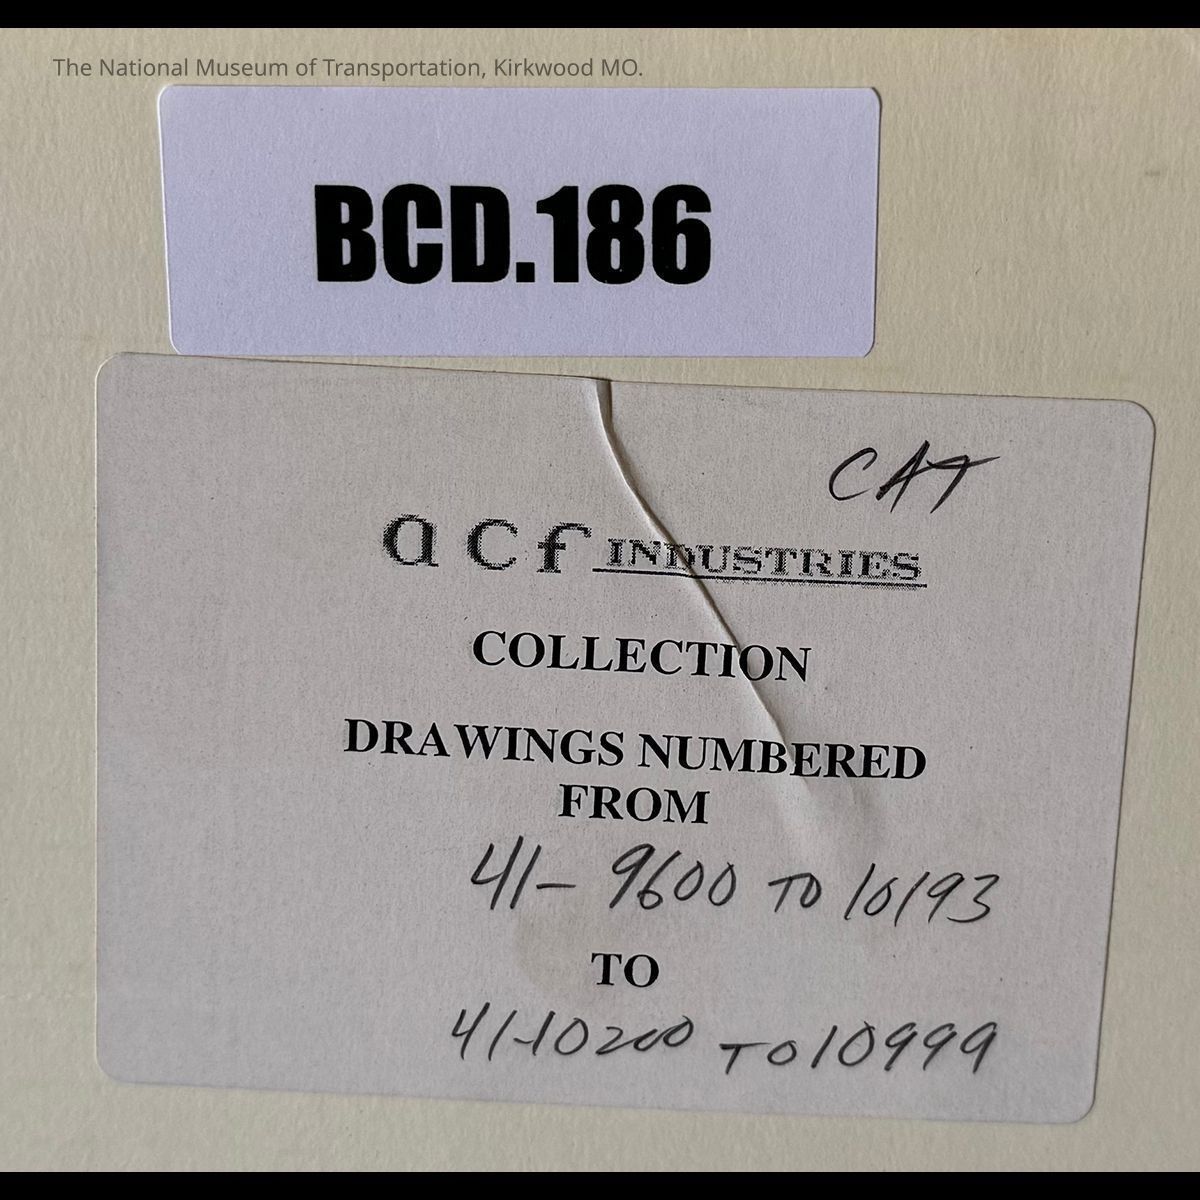 The National Museum of Transportation, Kirkwood MO.
BCD.186
CAT
acf INDUSTRIES
COLLECTION
DRAWINGS NUMBERED
FROM
41- 9600 TO 10193
TO
41-10200 TO 10999